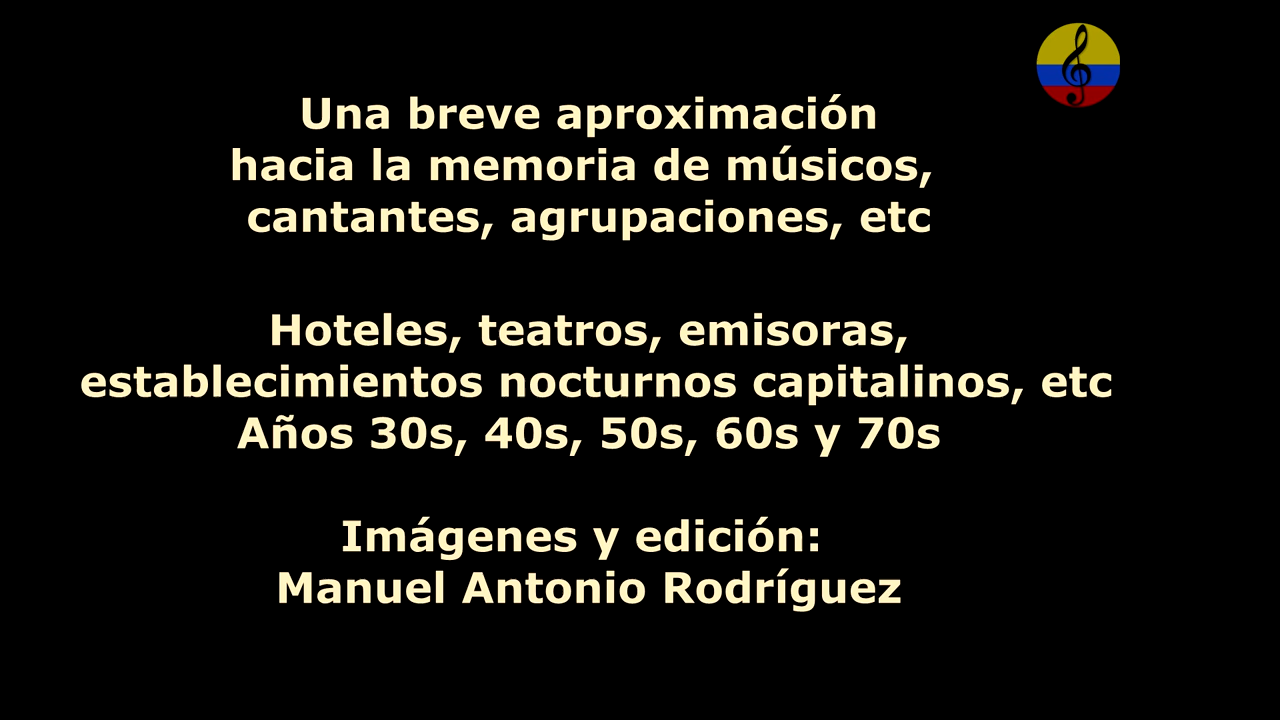 Una breve aproximación
hacia la memoria de músicos,
cantantes, agrupaciones, etc
Hoteles, teatros, emisoras,
establecimientos nocturnos capitalinos, etc
Años 30s, 40s, 50s, 60s y 70s
Imágenes y edición:
Manuel Antonio Rodríguez